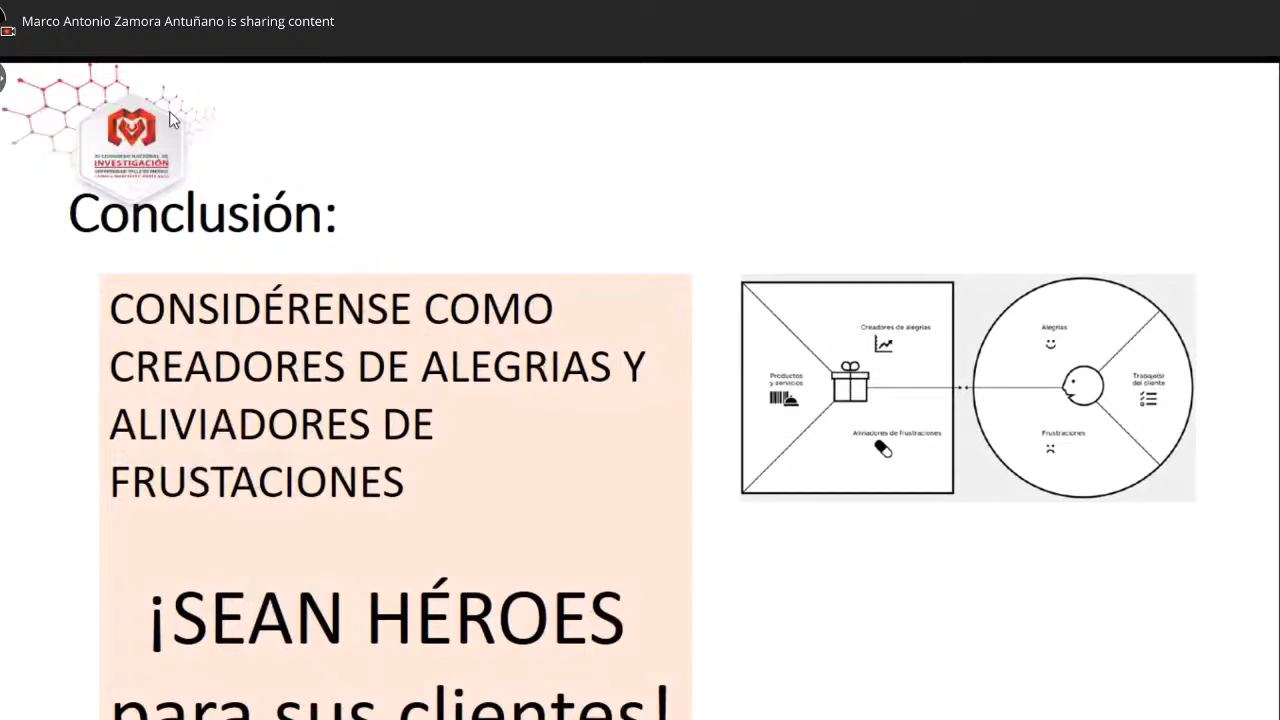 Marco Antonio Zamora Antuñano is sharing content
INVESTIGACIÓN
Conclusión:
CONSIDÉRENSE COMO
CREADORES DE ALEGRIAS Y
ALIVIADORES DE
FRUSTACIONES
¡SEAN HÉROES
para sus clientes!
Creadores de alegrías
Productos
y servicios
Aliviadores de frustraciones
Alegrías
Trabajo(s)
del cliente
Frustraciones